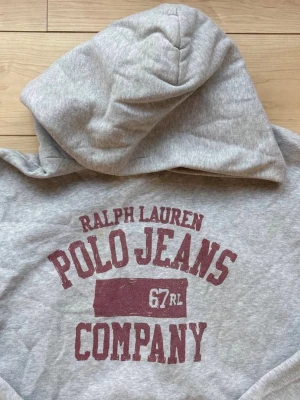 RALPH LAUREN
POLO JEANS
67RL
COMPANY